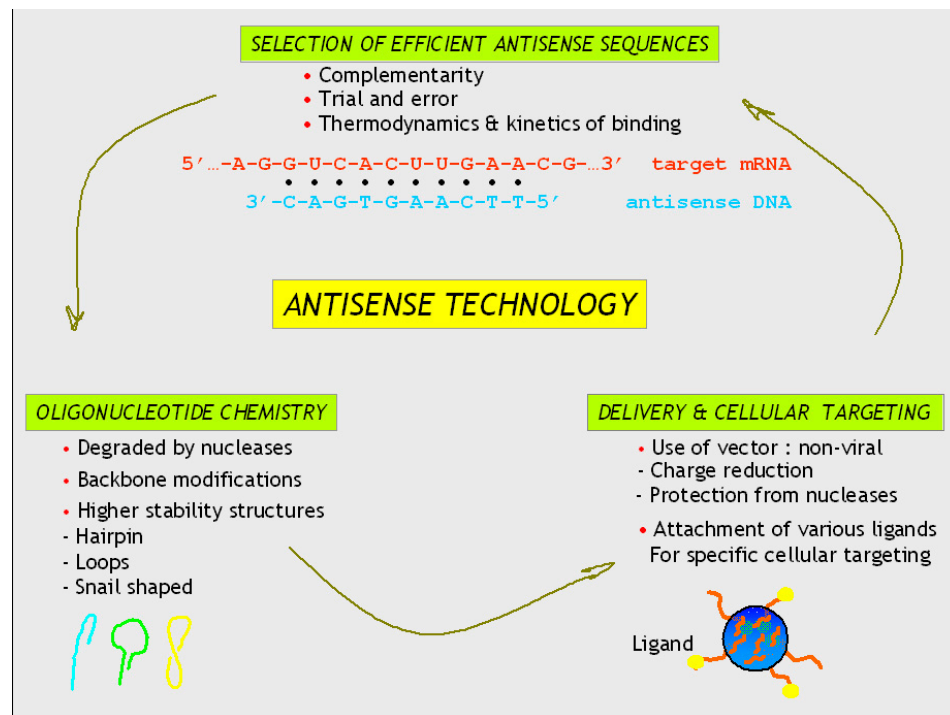 SELECTION OF EFFICIENT ANTISENSE SEQUENCES
• Complementarity
• Trial and error
• Thermodynamics & kinetics of binding
5′…-A-G-G-U-C-A-C-U-U-G-A-A-C-G-…3′ target mRNA
3′-C-A-G-T-G-A-A-C-T-T-5′ antisense DNA
ANTISENSE TECHNOLOGY
OLIGONUCLEOTIDE CHEMISTRY
• Degraded by nucleases
• Backbone modifications
• Higher stability structures
- Hairpin
- Loops
- Snail shaped
DELIVERY & CELLULAR TARGETING
• Use of vector : non-viral
- Charge reduction
- Protection from nucleases
• Attachment of various ligands
For specific cellular targeting
Ligand